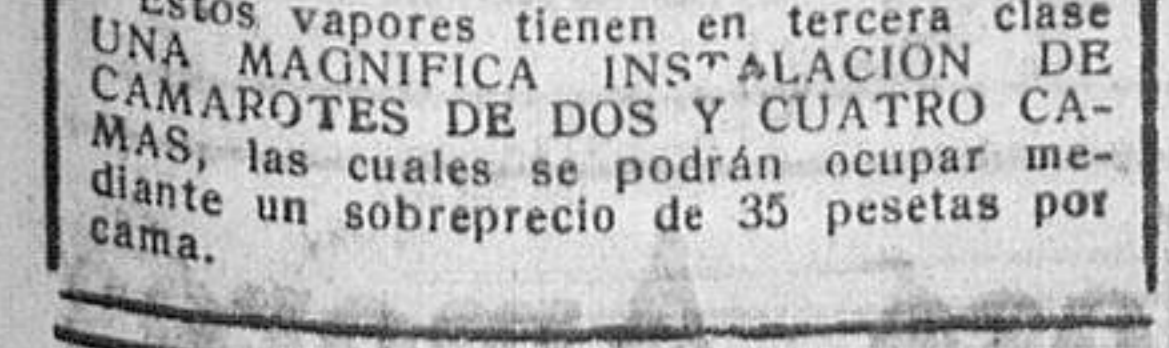 Estos vapores tienen en tercera clase
UNA MAGNIFICA INSTALACION DE
CAMAROTES DE DOS Y CUATRO CA-
MAS, las cuales se podrán ocupar me-
diante un sobreprecio de 35 pesetas por
cama.